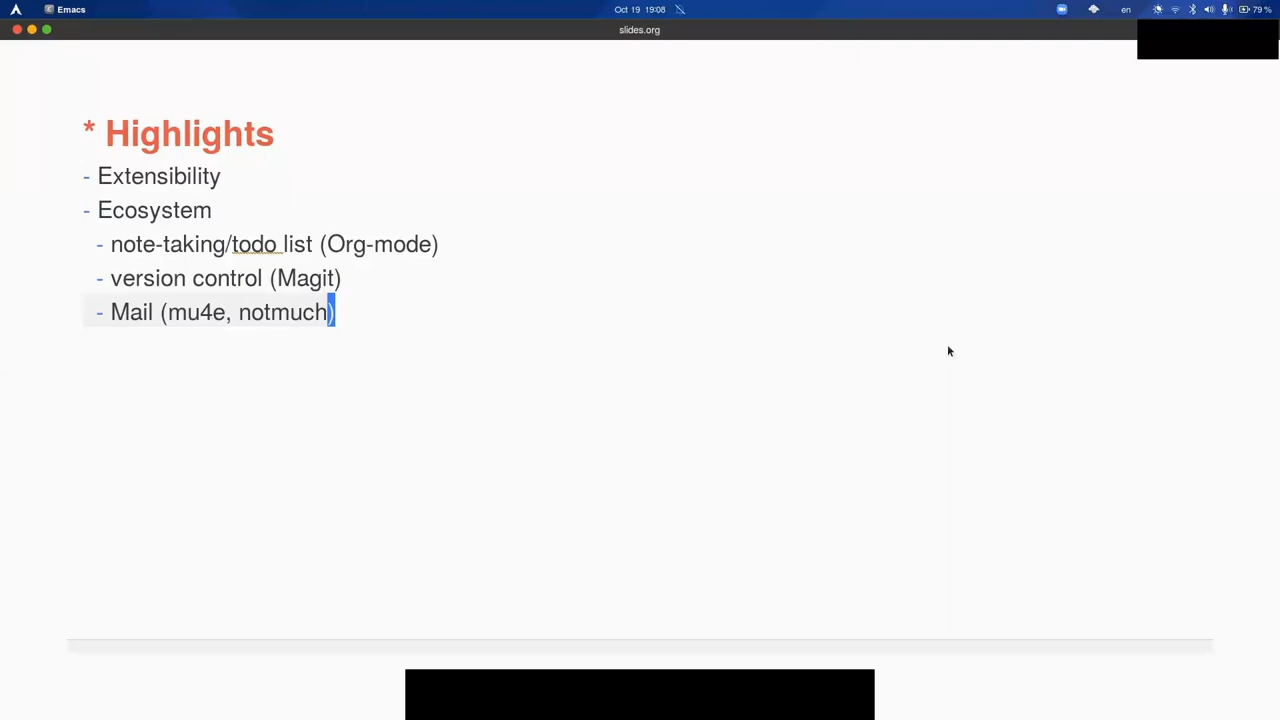 Emacs
Oct 19 19:08
en
79 %
slides.org
* Highlights
- Extensibility
- Ecosystem
- note-taking/todo list (Org-mode)
- version control (Magit)
- Mail (mu4e, notmuch)